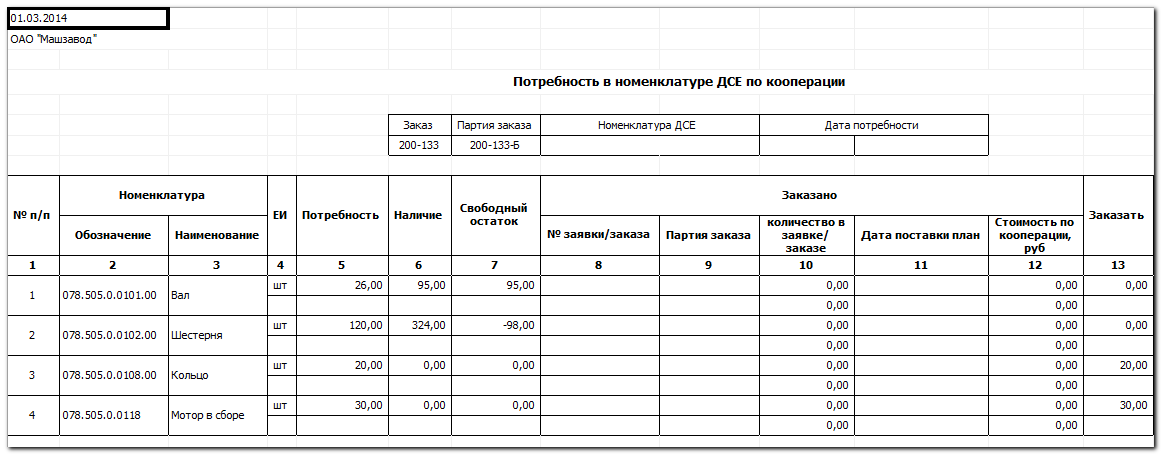 01.03.2014
ОАО "Машзавод"
Потребность в номенклатуре ДСЕ по кооперации
Заказ Партия заказа Номенклатура ДСЕ Дата потребности
200-133 200-133-Б
№ п/п Номенклатура ЕИ Потребность Наличие Свободный остаток Заказано Заказать
Обозначение Наименование № заявки/заказа Партия заказа количество в заявке/заказе Дата поставки план Стоимость по кооперации, руб
1 2 3 4 5 6 7 8 9 10 11 12 13
1 078.505.0.0101.00 Вал шт 26,00 95,00 95,00 0,00 0,00 0,00
0,00 0,00
2 078.505.0.0102.00 Шестерня шт 120,00 324,00 -98,00 0,00 0,00 0,00
0,00 0,00
3 078.505.0.0108.00 Кольцо шт 20,00 0,00 0,00 0,00 0,00 20,00
0,00 0,00
4 078.505.0.0118 Мотор в сборе шт 30,00 0,00 0,00 0,00 0,00 30,00
0,00 0,00